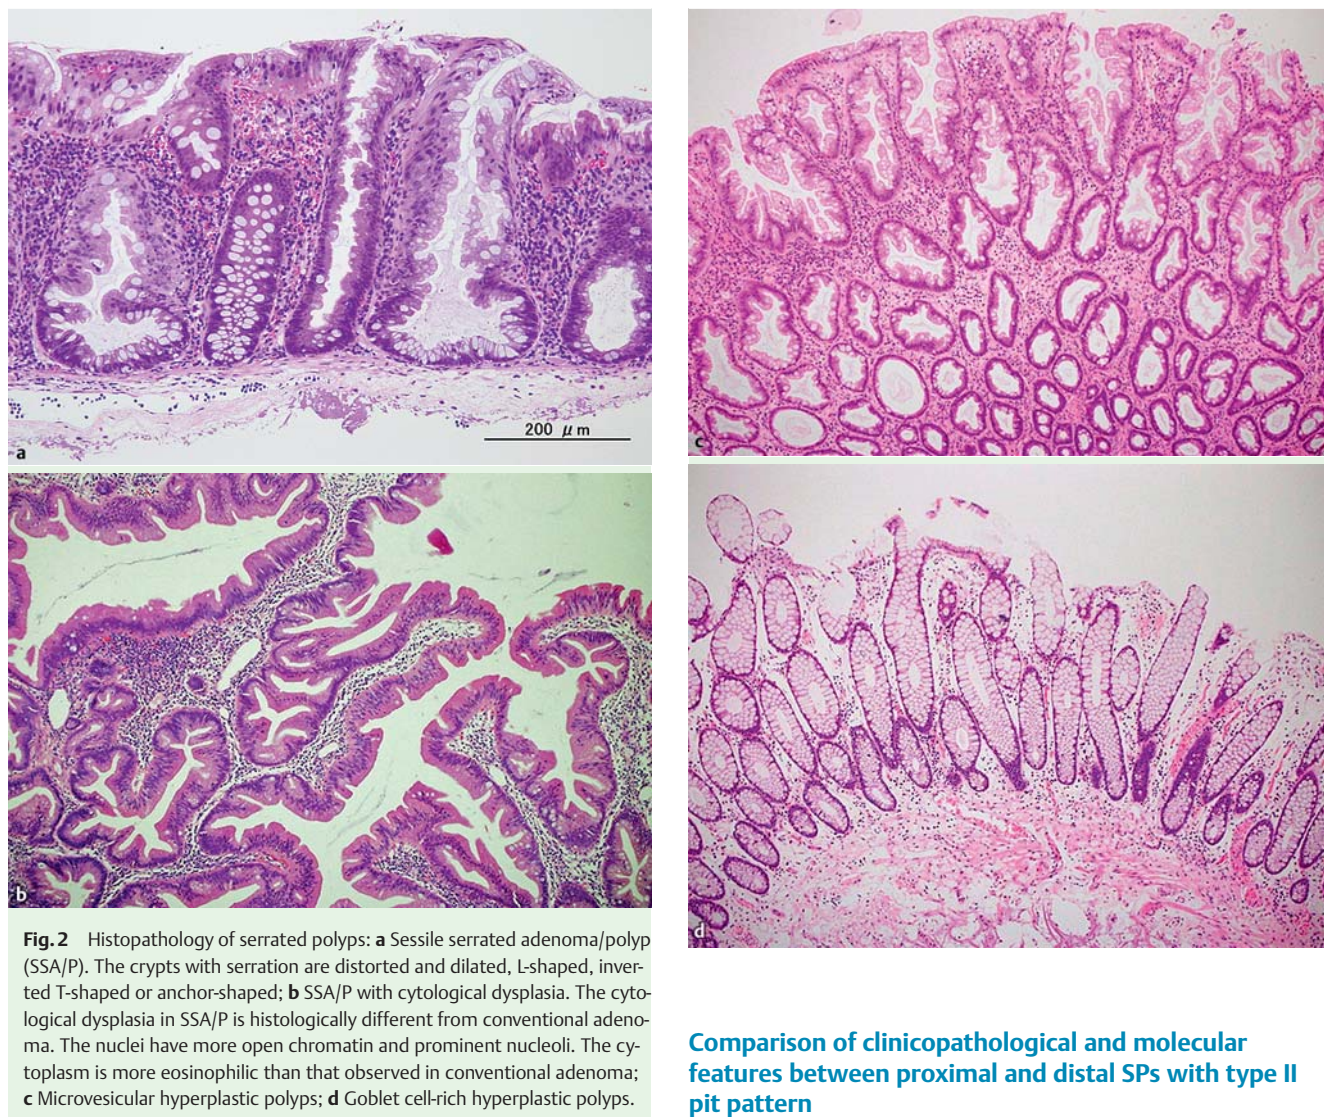 200 μm
a
b
c
d
Fig. 2 Histopathology of serrated polyps: a Sessile serrated adenoma/polyp
(SSA/P). The crypts with serration are distorted and dilated, L-shaped, inver-
ted T-shaped or anchor-shaped; b SSA/P with cytological dysplasia. The cyto-
logical dysplasia in SSA/P is histologically different from conventional adeno-
ma. The nuclei have more open chromatin and prominent nucleoli. The cy-
toplasm is more eosinophilic than that observed in conventional adenoma;
c Microvesicular hyperplastic polyps; d Goblet cell-rich hyperplastic polyps.
Comparison of clinicopathological and molecular
features between proximal and distal SPs with type II
pit pattern